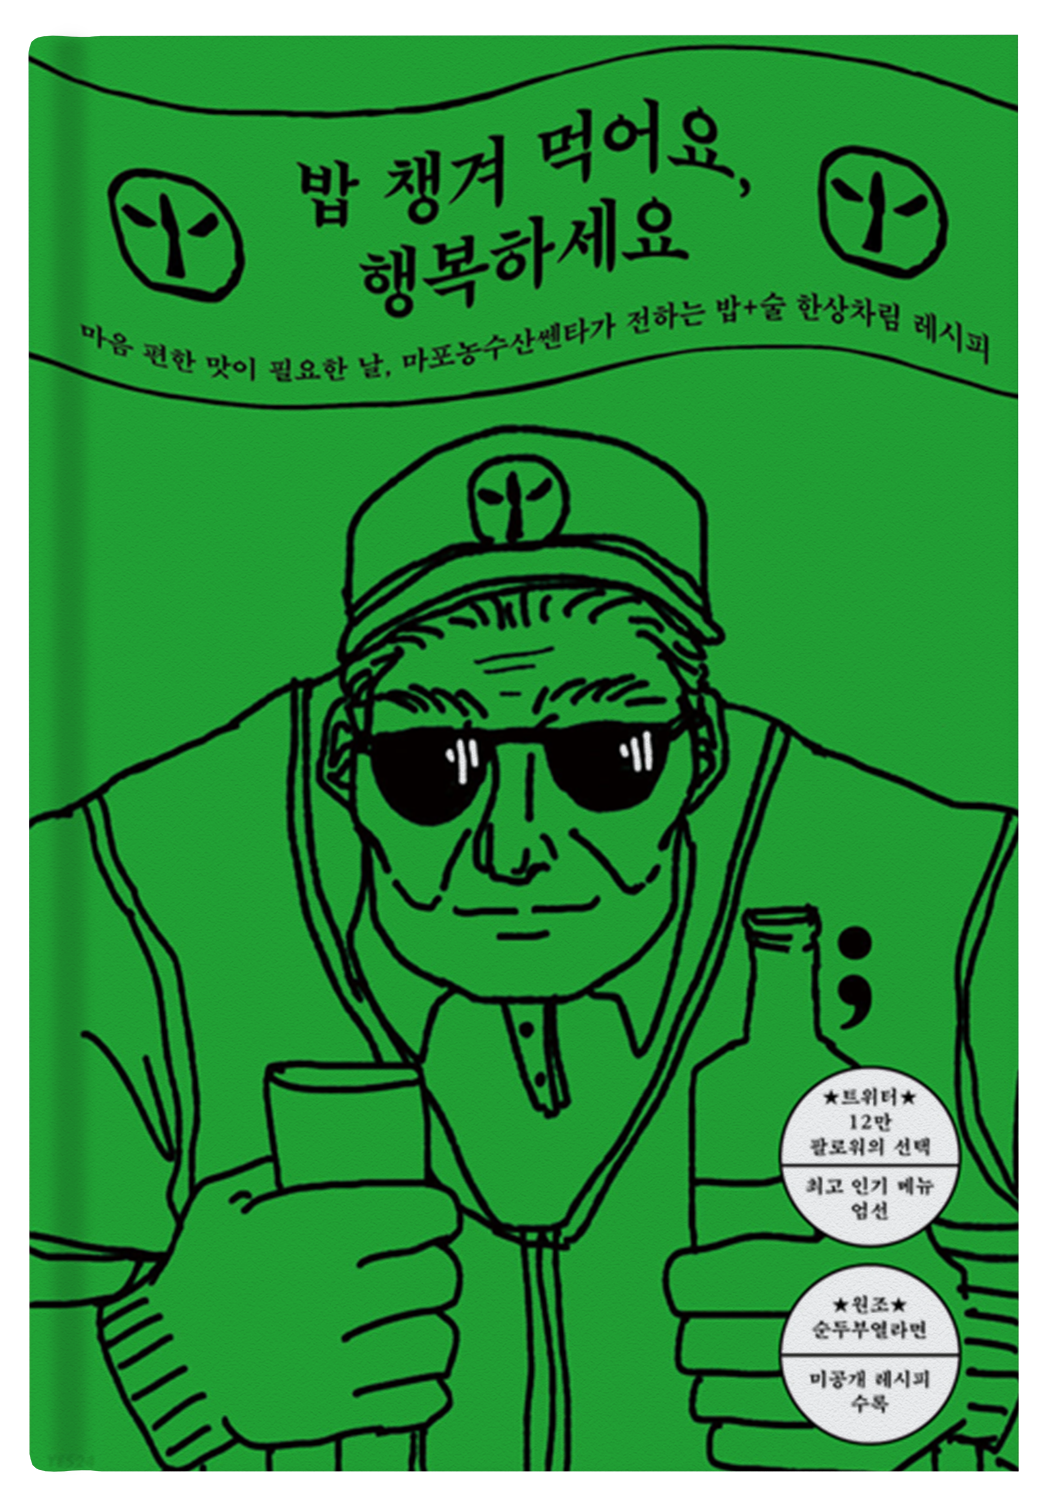 밥 챙겨 먹어요,
행복하세요
마음 편한 맛이 필요한 날, 마포농수산쎈타가 전하는 밥+술 한상차림 레시피
;
★트위터★
12만
팔로워의 선택
최고 인기 메뉴
엄선
★원조★
순두부열라면
미공개 레시피
수록
YES24